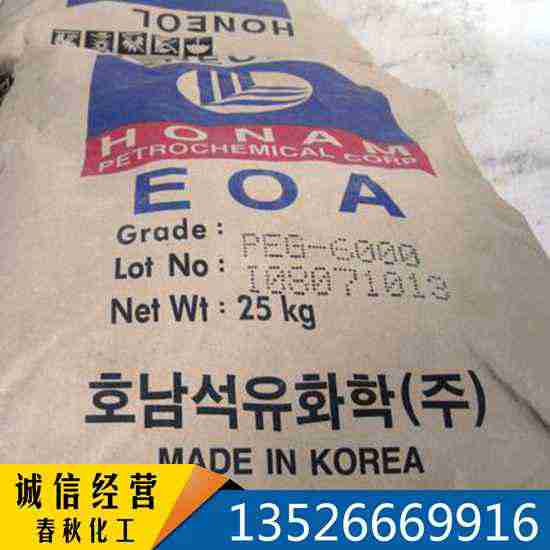 HONEOL
HONAM
PETROCHEMICAL CORP
EOA
Grade : PEG-6000
Lot No : I08071013
Net Wt : 25 kg
호남석유화학(주)
MADE IN KOREA
诚信经营
春秋化工
13526669916